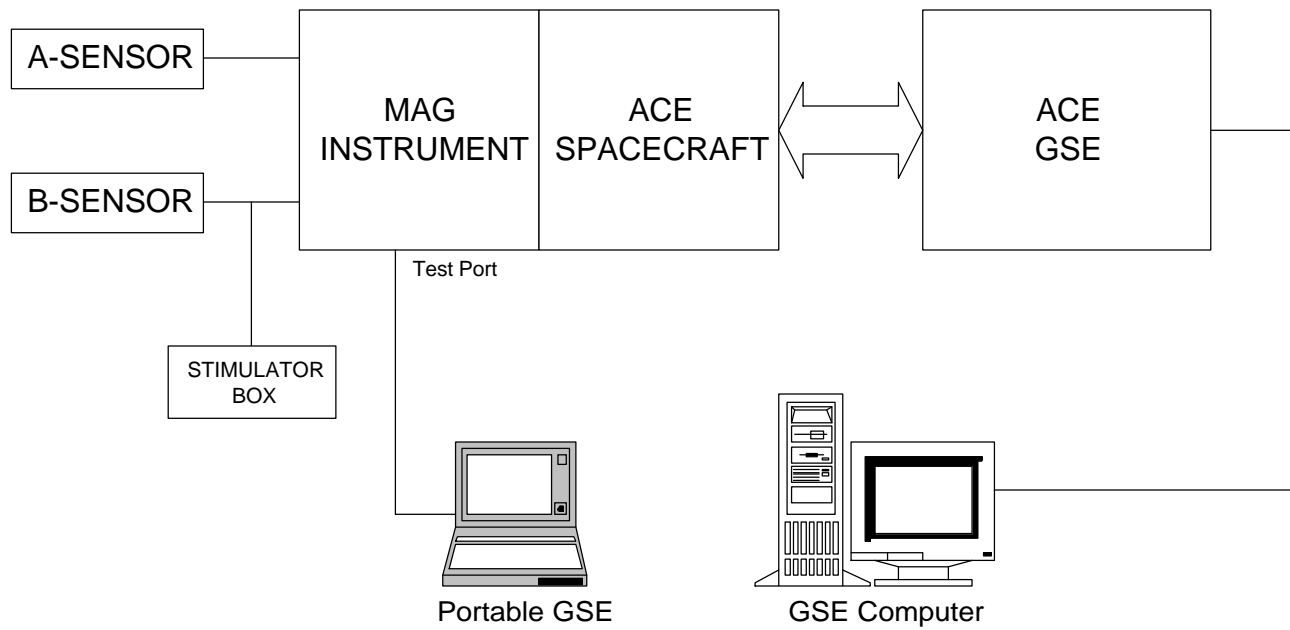 A-SENSOR
B-SENSOR
MAG
INSTRUMENT
ACE
SPACECRAFT
ACE
GSE
Test Port
STIMULATOR
BOX
Portable GSE
GSE Computer